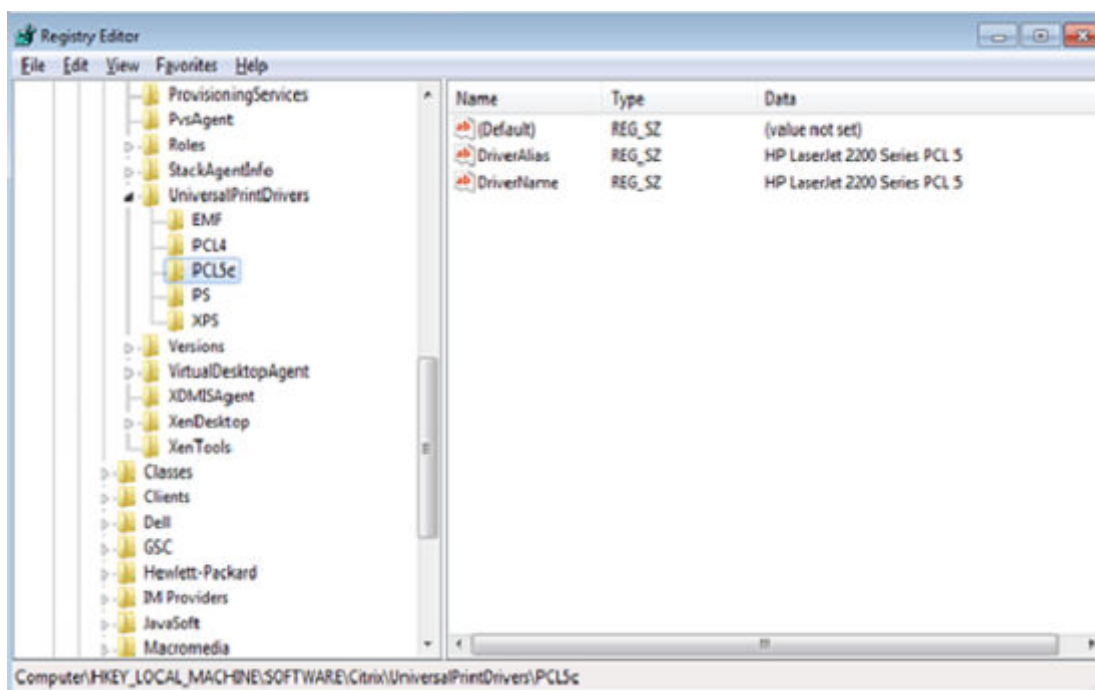 Registry Editor
File Edit View Favorites Help
ProvisioningServices
PvsAgent
Roles
StackAgentInfo
UniversalPrintDrivers
EMF
PCL4
PCL5c
PS
XPS
Versions
VirtualDesktopAgent
XDMISAgent
XenDesktop
XenTools
Classes
Clients
Dell
GSC
Hewlett-Packard
IM Providers
JavaSoft
Macromedia
Name Type Data
ab (Default) REG_SZ (value not set)
ab DriverAlias REG_SZ HP LaserJet 2200 Series PCL 5
ab DriverName REG_SZ HP LaserJet 2200 Series PCL 5
Computer\HKEY_LOCAL_MACHINE\SOFTWARE\Citrix\UniversalPrintDrivers\PCL5c